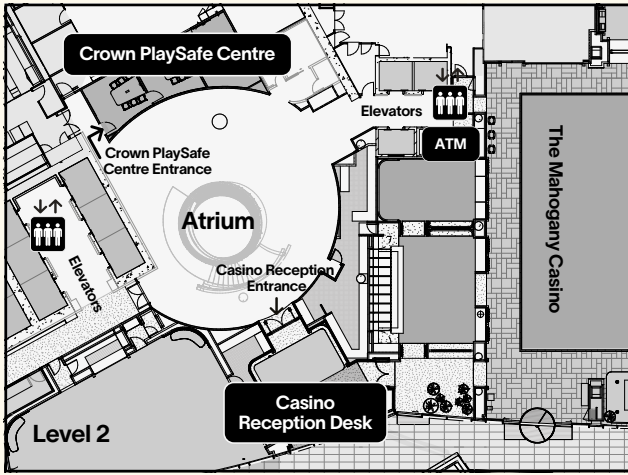 Crown PlaySafe Centre
Elevators
ATM
Crown PlaySafe
Centre Entrance
The Mahogany Casino
Atrium
Elevators
Casino Reception
Entrance
Casino
Reception Desk
Level 2